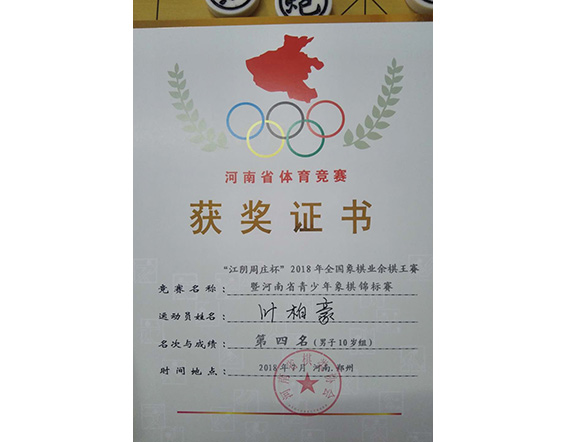 炮
河南省体育竞赛
获奖证书
“江阴周庄杯”2018年全国象棋业余棋王赛
竞赛名称：暨河南省青少年象棋锦标赛
运动员姓名：叶柏豪
名次与成绩：第四名(男子10岁组)
时间地点：2018年7月 河南.郑州